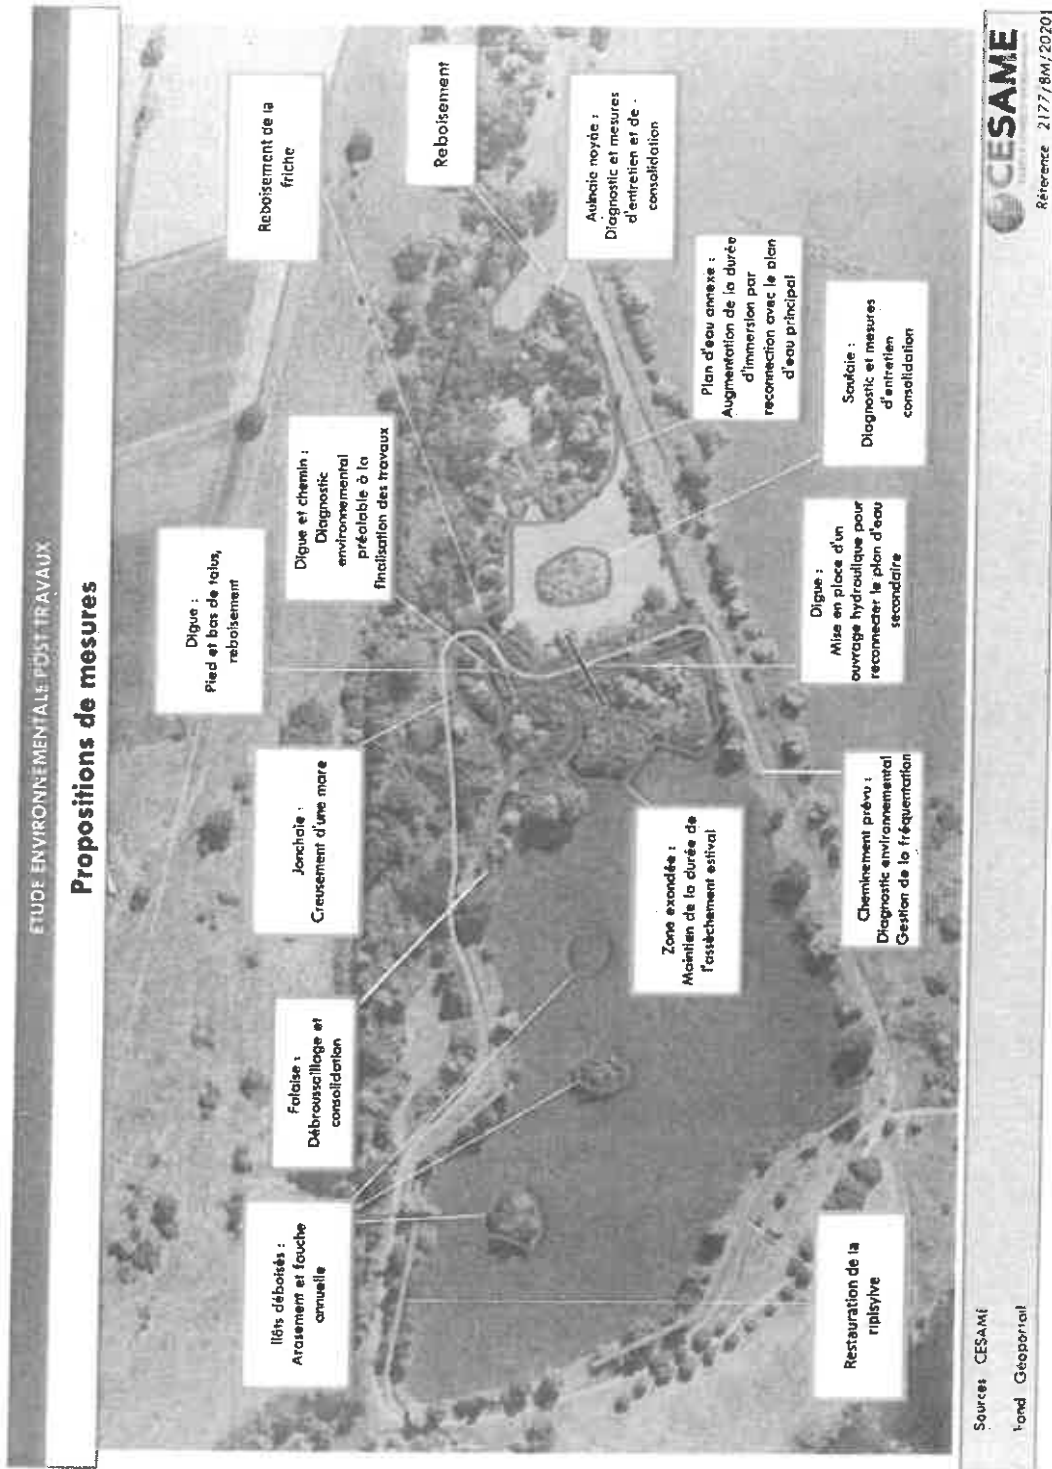 ETUDE ENVIRONNEMENTALE POST TRAVAUX
Propositions de mesures
Ilôts déboisés :
Arasement et fauche
annuelle
Falaise :
Débroussaillage et
consolidation
Jonchaie :
Creusement d'une mare
Digue :
Pied et bas de talus,
reboisement
Digue et chemin :
Diagnostic
environnemental
préalable à la
finalisation des travaux
Reboisement de la
friche
Reboisement
Aulnaie noyée :
Diagnostic et mesures
d'entretien et de -
consolidation
Plan d'eau annexe :
Augmentation de la durée
d'immersion par
reconnection avec le plan
d'eau principal
Saulaie :
Diagnostic et mesures
d'entretien
consolidation
Digue :
Mise en place d'un
ouvrage hydraulique pour
reconnecter le plan d'eau
secondaire
Zone exondée :
Maintien de la durée de
l'assèchement estival
Cheminement prévu :
Diagnostic environnemental
Gestion de la fréquentation
Restauration de la
ripisylve
Sources CESAME
Fond Géoportail
CESAME
Référence 2177/BM/20201